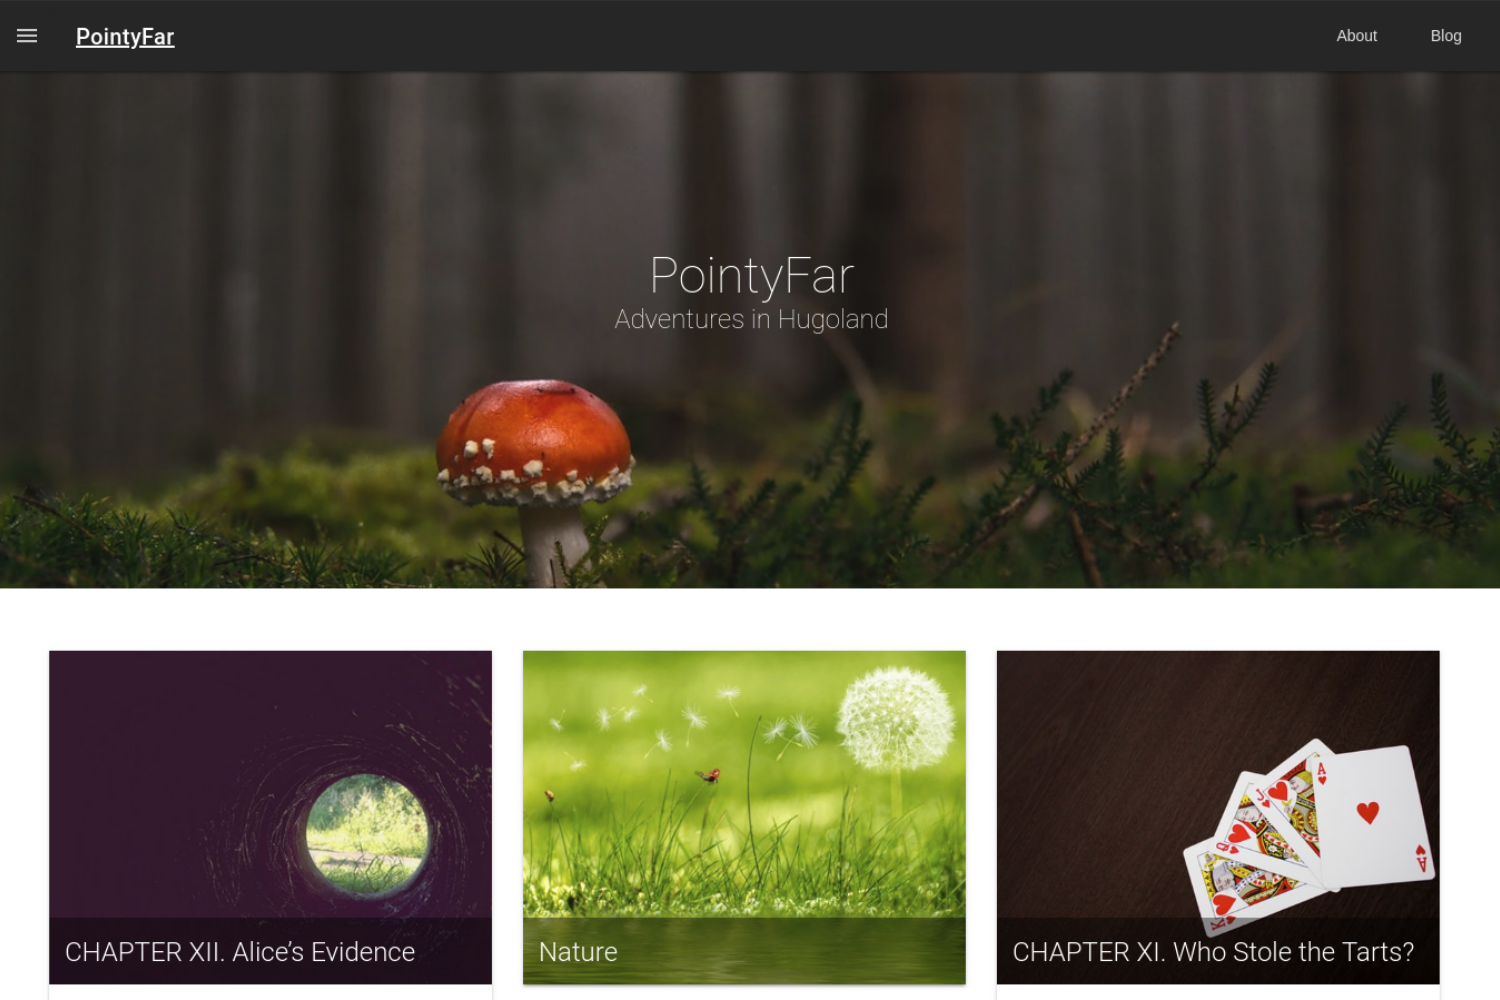 PointyFar
About
Blog
PointyFar
Adventures in Hugoland
J
A
Q
K
A
CHAPTER XII. Alice’s Evidence
Nature
CHAPTER XI. Who Stole the Tarts?